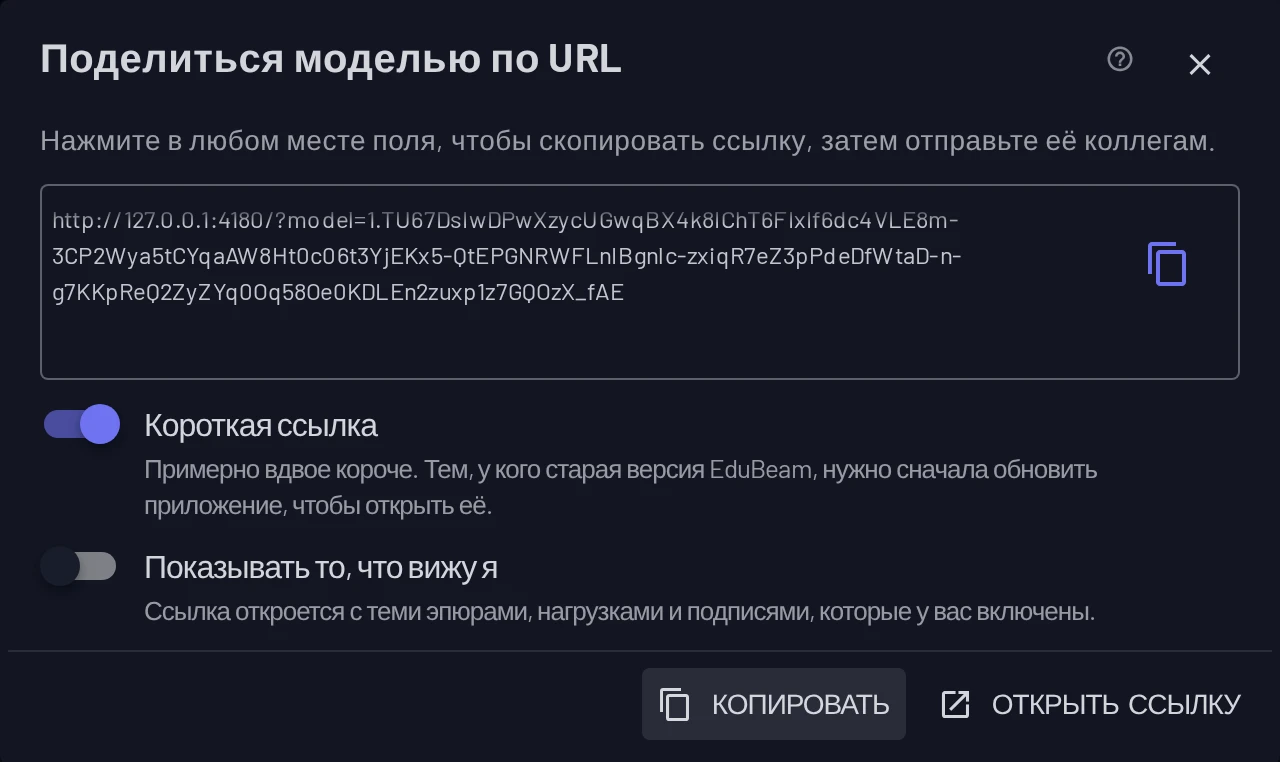 Поделиться моделью по URL
Нажмите в любом месте поля, чтобы скопировать ссылку, затем отправьте её коллегам.
http://127.0.0.1:4180/?model=1.TU67DsIwDPwXzycUGwqBX4k8IChT6FIxIf6dc4VLE8m-
3CP2Wya5tCYqaAW8Ht0c06t3YjEKx5-QtEPGNRWFLnIBgnIc-zxiqR7eZ3pPdeDfWtaD-n-
g7KKpReQ2ZyZYq0Oq58Oe0KDLEn2zuxp1z7GQOzX_fAE
Короткая ссылка
Примерно вдвое короче. Тем, у кого старая версия EduBeam, нужно сначала обновить
приложение, чтобы открыть её.
Показывать то, что вижу я
Ссылка откроется с теми эпюрами, нагрузками и подписями, которые у вас включены.
КОПИРОВАТЬ
ОТКРЫТЬ ССЫЛКУ